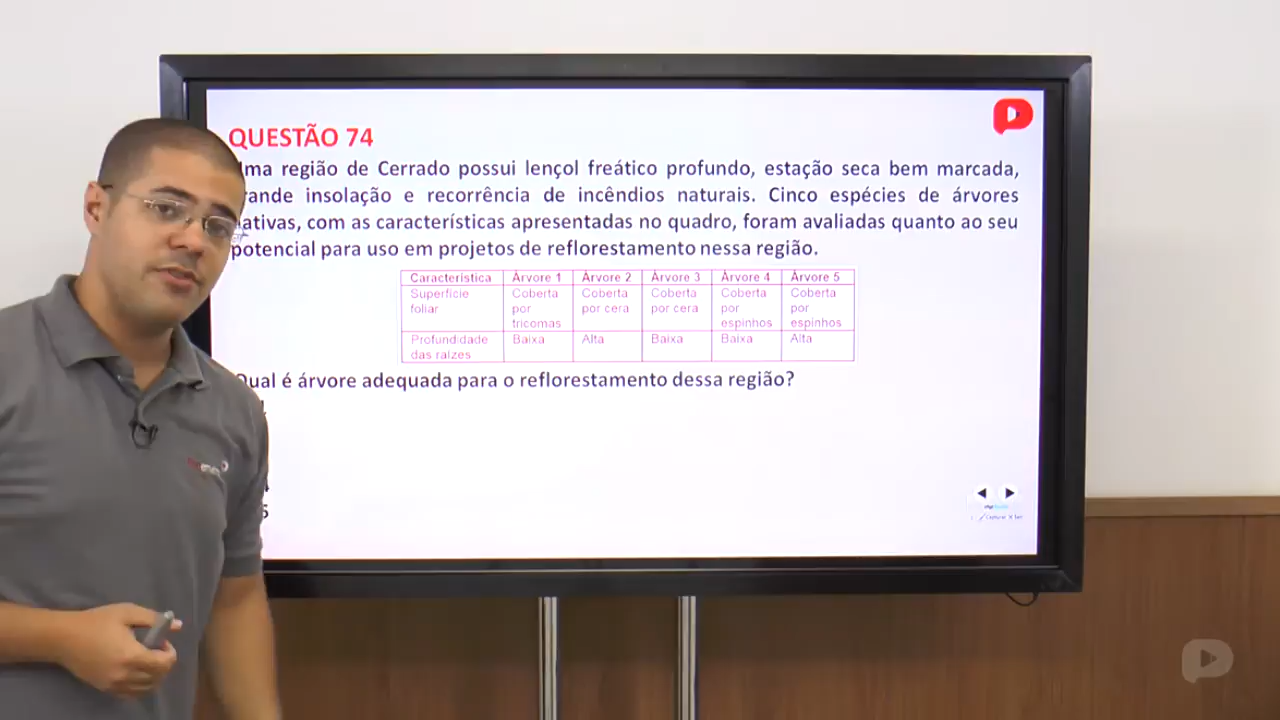 QUESTÃO 74
ma região de Cerrado possui lençol freático profundo, estação seca bem marcada,
rande insolação e recorrência de incêndios naturais. Cinco espécies de árvores
ativas, com as características apresentadas no quadro, foram avaliadas quanto ao seu
potencial para uso em projetos de reflorestamento nessa região.
Característica Árvore 1 Árvore 2 Árvore 3 Árvore 4 Árvore 5
Superfície Coberta Coberta Coberta Coberta Coberta
foliar por por cera por cera por por
tricomas espinhos espinhos
Profundidade Baixa Alta Baixa Baixa Alta
das raízes
Qual é árvore adequada para o reflorestamento dessa região?
5